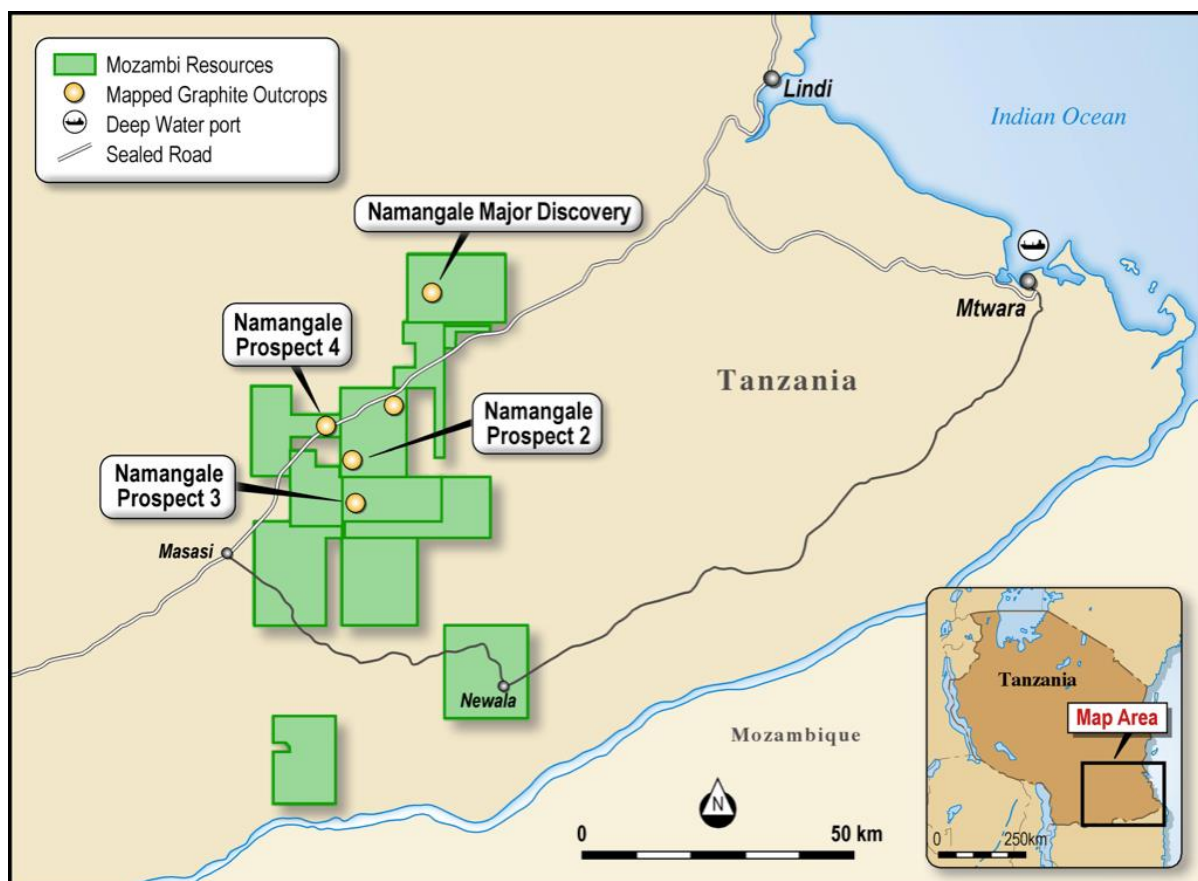 Mozambi Resources
Mapped Graphite Outcrops
Deep Water port
Sealed Road
Lindi
Indian Ocean
Namangale Major Discovery
Mtwara
Namangale
Prospect 4
Tanzania
Namangale
Prospect 2
Namangale
Prospect 3
Masasi
Newala
Mozambique
N
0
50 km
Tanzania
Map Area
0
250km